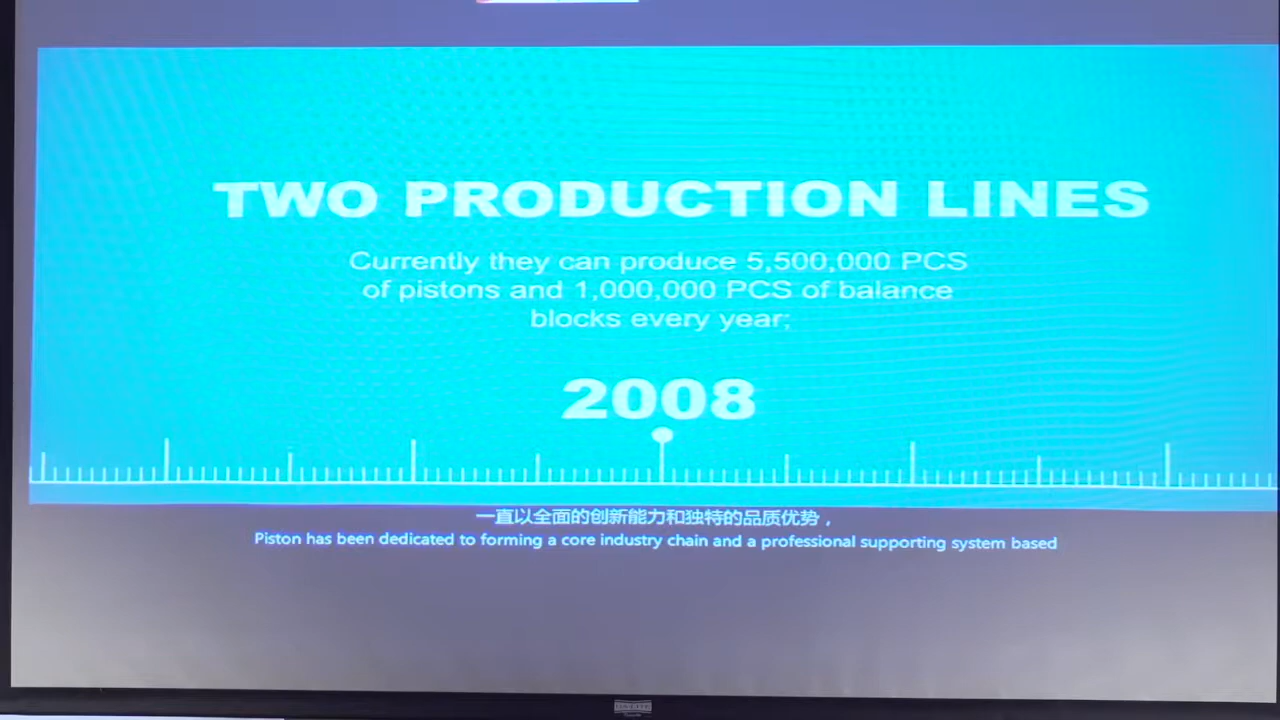 TWO PRODUCTION LINES
Currently they can produce 5,500,000 PCS
of pistons and 1,000,000 PCS of balance
blocks every year;
2008
一直以全面的创新能力和独特的品质优势，
Piston has been dedicated to forming a core industry chain and a professional supporting system based